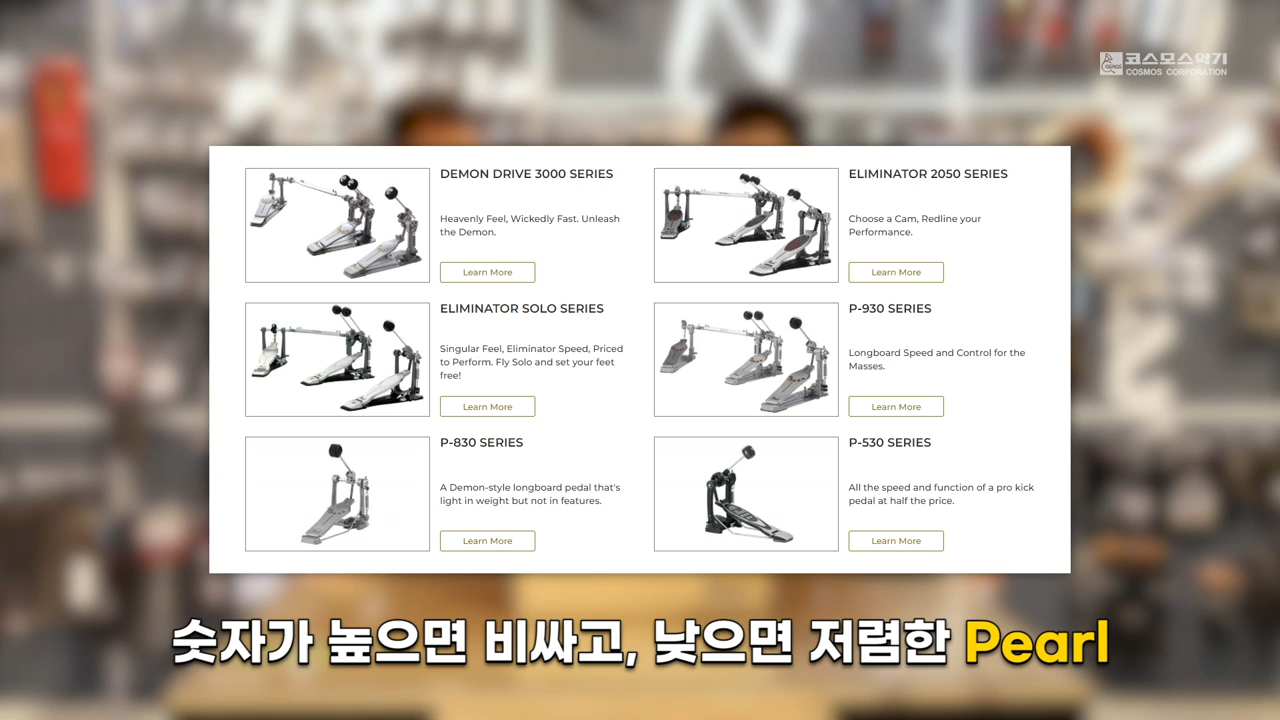 코스모스악기
COSMOS CORPORATION
DEMON DRIVE 3000 SERIES
Heavenly Feel, Wickedly Fast. Unleash
the Demon.
Learn More
ELIMINATOR 2050 SERIES
Choose a Cam, Redline your
Performance.
Learn More
ELIMINATOR SOLO SERIES
Singular Feel, Eliminator Speed, Priced
to Perform. Fly Solo and set your feet
free!
Learn More
P-930 SERIES
Longboard Speed and Control for the
Masses.
Learn More
P-830 SERIES
A Demon-style longboard pedal that's
light in weight but not in features.
Learn More
P-530 SERIES
All the speed and function of a pro kick
pedal at half the price.
Learn More
숫자가 높으면 비싸고, 낮으면 저렴한 Pearl